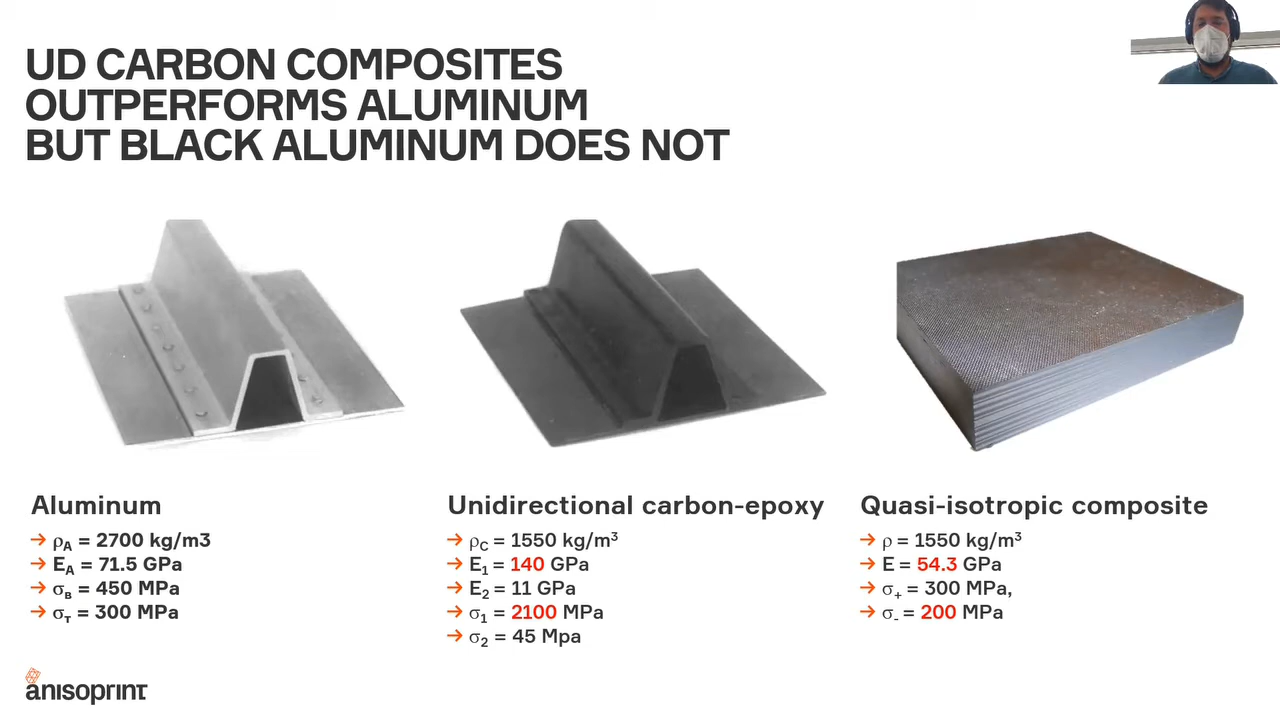 UD CARBON COMPOSITES
OUTPERFORMS ALUMINUM
BUT BLACK ALUMINUM DOES NOT
Aluminum
→ ρA = 2700 kg/m3
→ EA = 71.5 GPa
→ σв = 450 MPa
→ σт = 300 MPa
Unidirectional carbon-epoxy
→ ρC = 1550 kg/m³
→ E₁ = 140 GPa
→ E₂ = 11 GPa
→ σ₁ = 2100 MPa
→ σ₂ = 45 Mpa
Quasi-isotropic composite
→ ρ = 1550 kg/m³
→ E = 54.3 GPa
→ σ₊ = 300 MPa,
→ σ₋ = 200 MPa
anisoprint